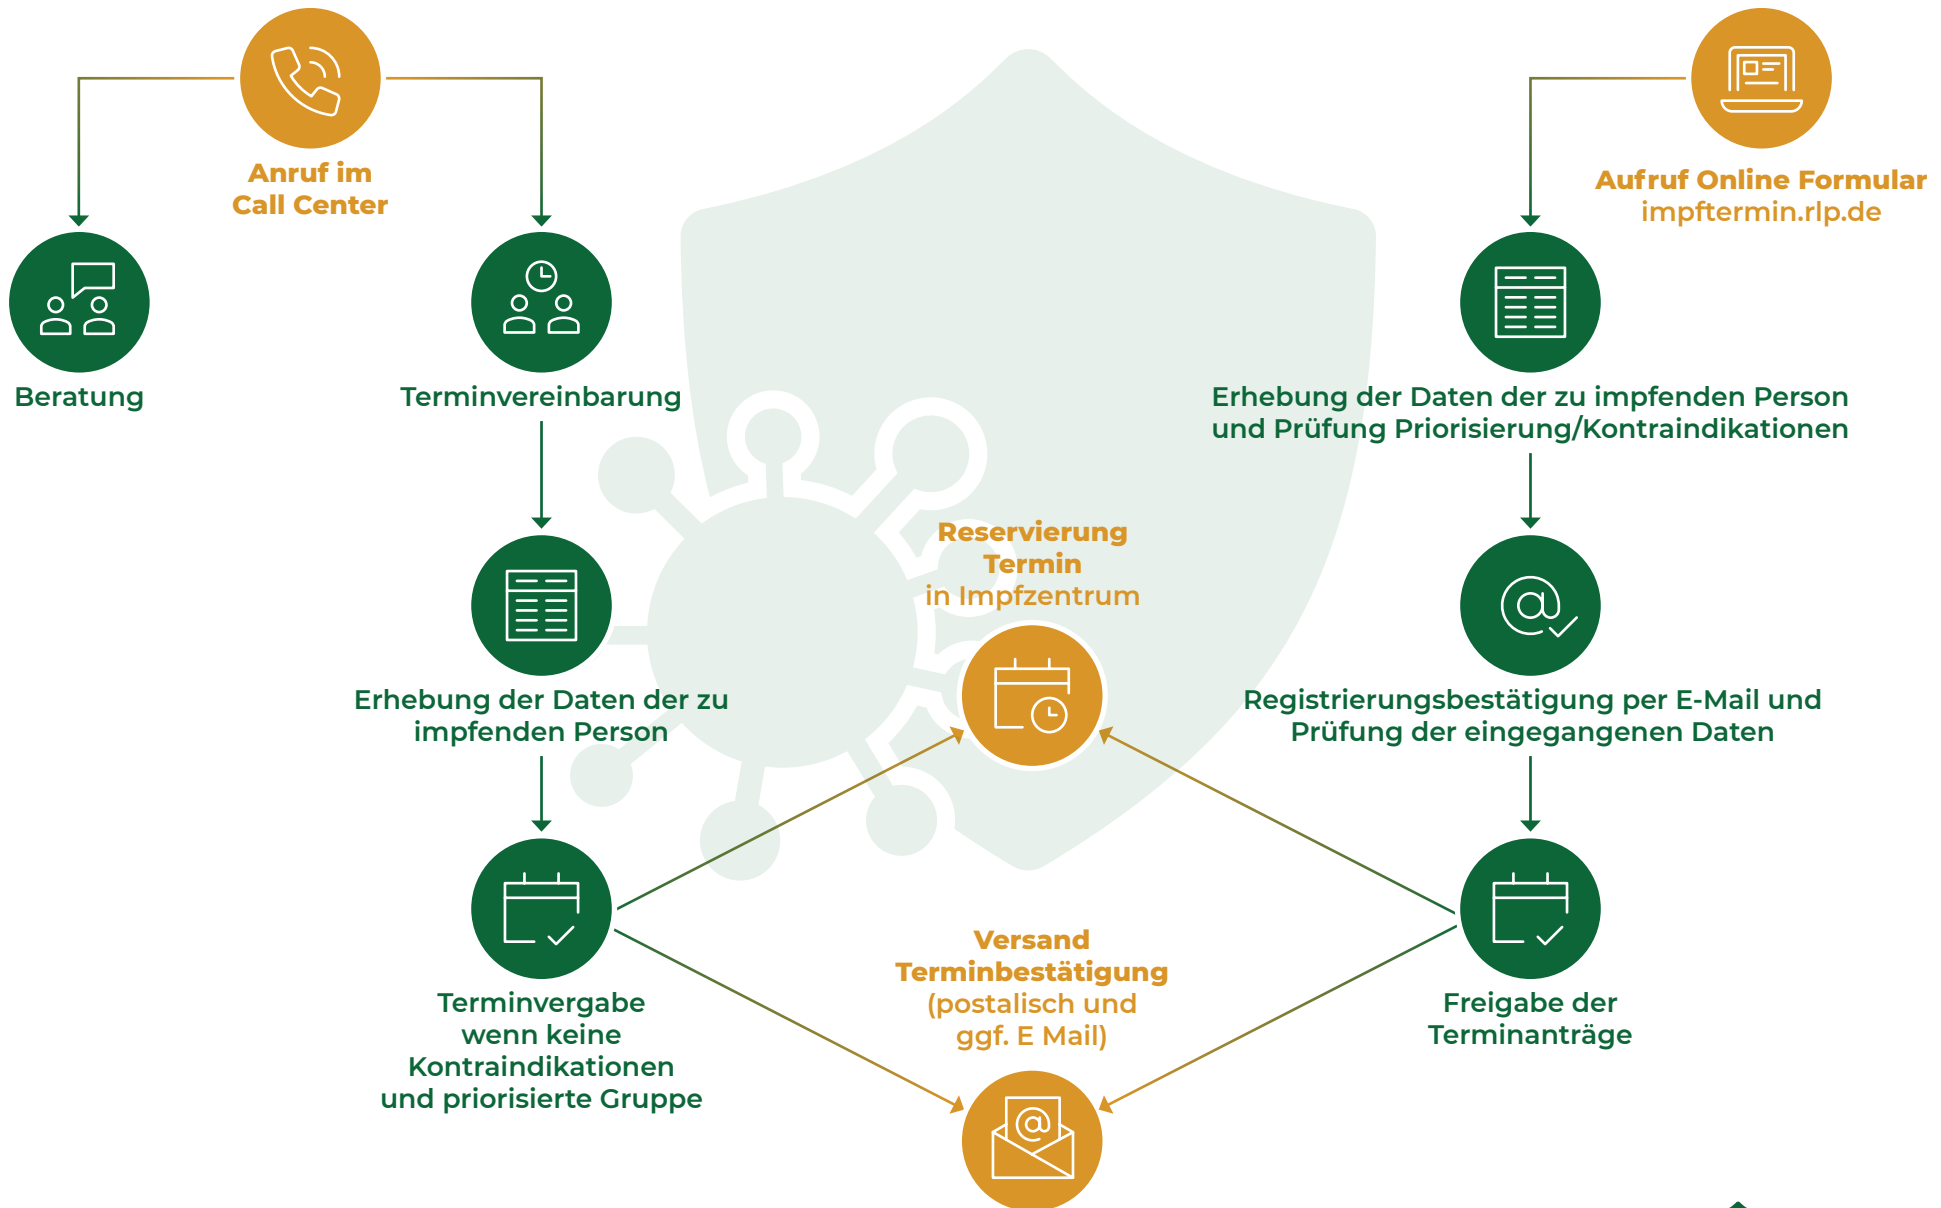 Anruf im
Call Center
Aufruf Online Formular
impftermin.rlp.de
Beratung
Terminvereinbarung
Erhebung der Daten der zu impfenden Person
und Prüfung Priorisierung/Kontraindikationen
Reservierung
Termin
in Impfzentrum
Erhebung der Daten der zu
impfenden Person
Registrierungsbestätigung per E-Mail und
Prüfung der eingegangenen Daten
Versand
Terminbestätigung
(postalisch und
ggf. E Mail)
Terminvergabe
wenn keine
Kontraindikationen
und priorisierte Gruppe
Freigabe der
Terminanträge